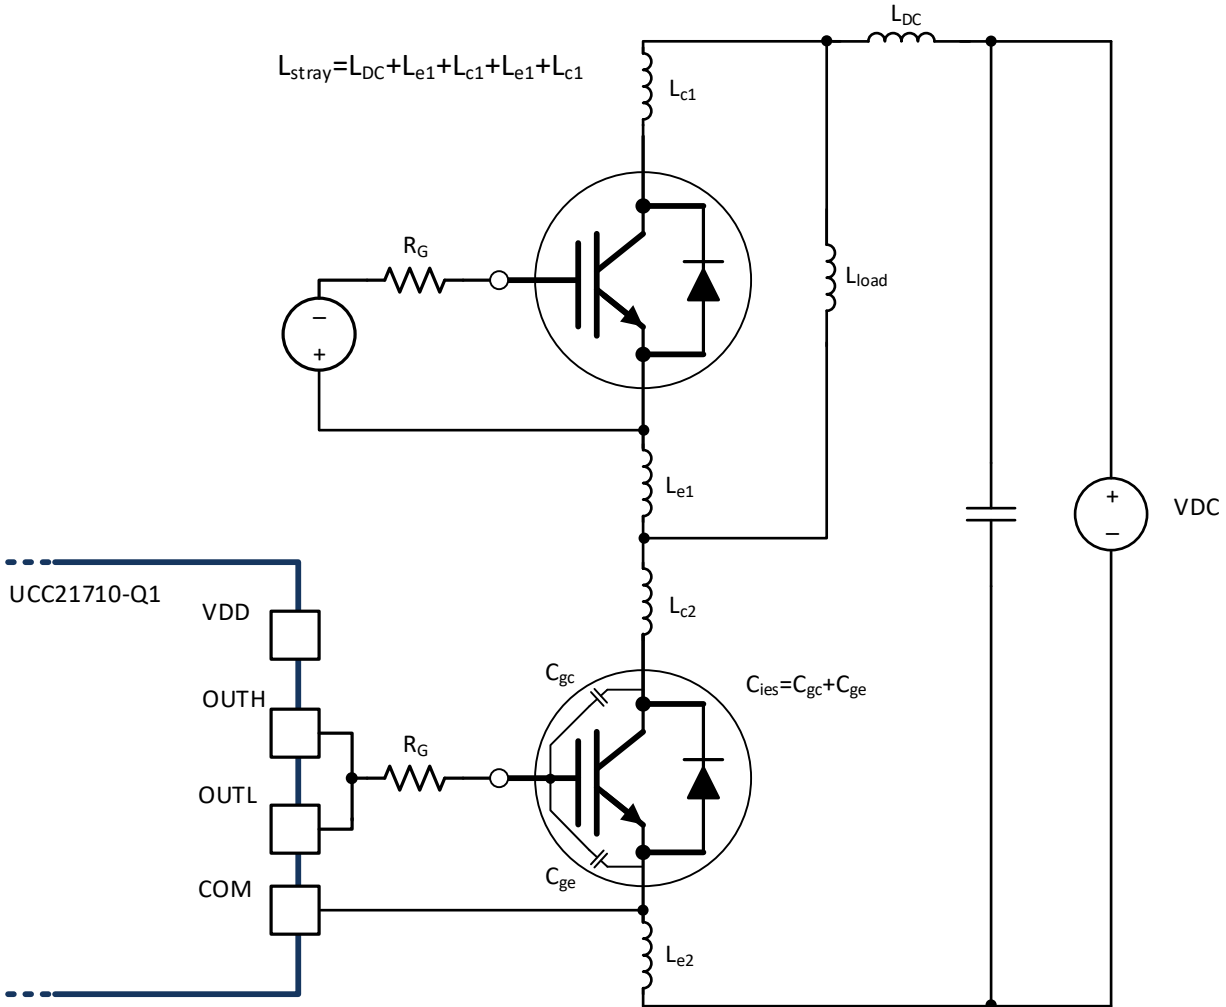 L_DC
L_stray=L_DC+L_e1+L_c1+L_e1+L_c1
L_c1
R_G
L_load
−
+
L_e1
+
−
VDC
UCC21710-Q1
VDD
L_c2
C_gc
C_ies=C_gc+C_ge
OUTH
R_G
OUTL
C_ge
COM
L_e2